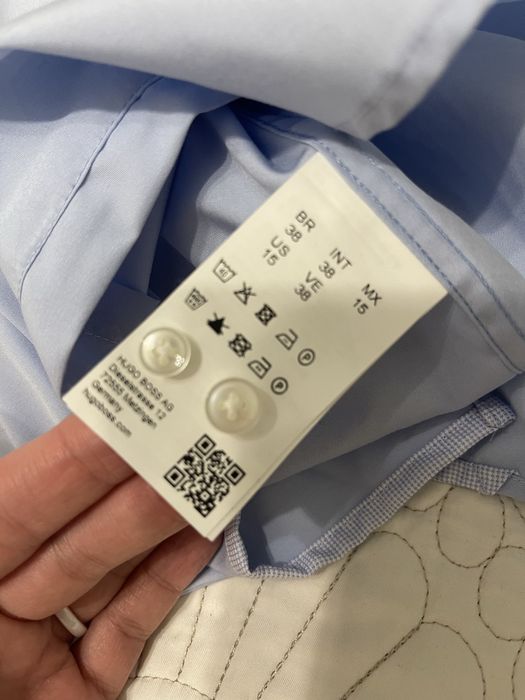 BR INT MX
38 38 15
US VE
15 38
HUGO BOSS AG
Dieselstrasse 12
72555 Metzingen
Germany
hugoboss.com